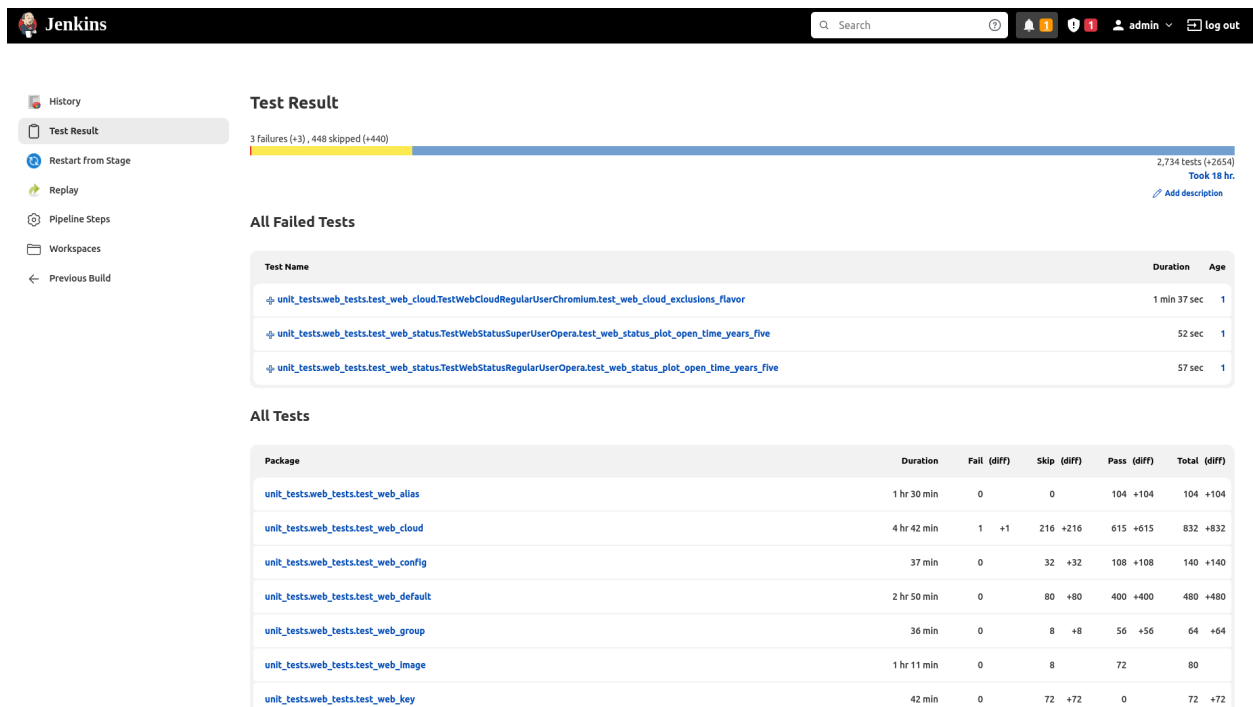 Jenkins
Search
1
1
admin
log out
History
Test Result
Restart from Stage
Replay
Pipeline Steps
Workspaces
Previous Build
Test Result
3 failures (+3) , 448 skipped (+440)
2,734 tests (+2654)
Took 18 hr.
Add description
All Failed Tests
Test Name Duration Age
unit_tests.web_tests.test_web_cloud.TestWebCloudRegularUserChromium.test_web_cloud_exclusions_flavor 1 min 37 sec 1
unit_tests.web_tests.test_web_status.TestWebStatusSuperUserOpera.test_web_status_plot_open_time_years_five 52 sec 1
unit_tests.web_tests.test_web_status.TestWebStatusRegularUserOpera.test_web_status_plot_open_time_years_five 57 sec 1
All Tests
Package Duration Fail (diff) Skip (diff) Pass (diff) Total (diff)
unit_tests.web_tests.test_web_alias 1 hr 30 min 0 0 104 +104 104 +104
unit_tests.web_tests.test_web_cloud 4 hr 42 min 1 +1 216 +216 615 +615 832 +832
unit_tests.web_tests.test_web_config 37 min 0 32 +32 108 +108 140 +140
unit_tests.web_tests.test_web_default 2 hr 50 min 0 80 +80 400 +400 480 +480
unit_tests.web_tests.test_web_group 36 min 0 8 +8 56 +56 64 +64
unit_tests.web_tests.test_web_image 1 hr 11 min 0 8 72 80
unit_tests.web_tests.test_web_key 42 min 0 72 +72 0 72 +72